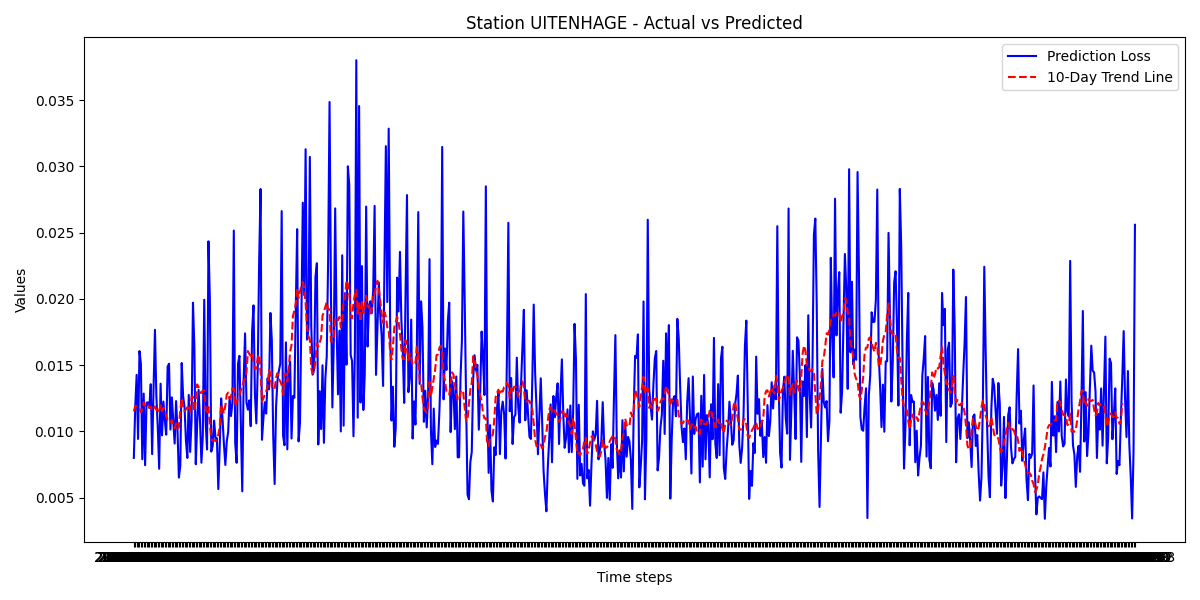 Station UITENHAGE - Actual vs Predicted
Prediction Loss
10-Day Trend Line
Values
0.035
0.030
0.025
0.020
0.015
0.010
0.005
Time steps